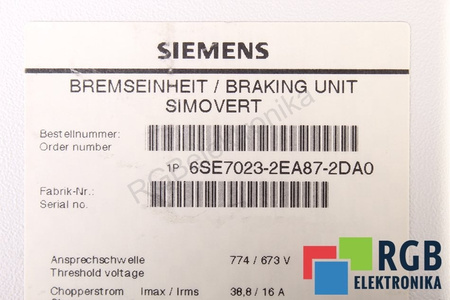 SIEMENS
BREMSEINHEIT / BRAKING UNIT
SIMOVERT
Bestellnummer:
Order number
1P 6SE7023-2EA87-2DA0
Fabrik-Nr.:
Serial no.
Ansprechschwelle 774 / 673 V
Threshold voltage
Chopperstrom Imax / Irms 38,8 / 16 A
RGBelektronika
RGB
ELEKTRONIKA